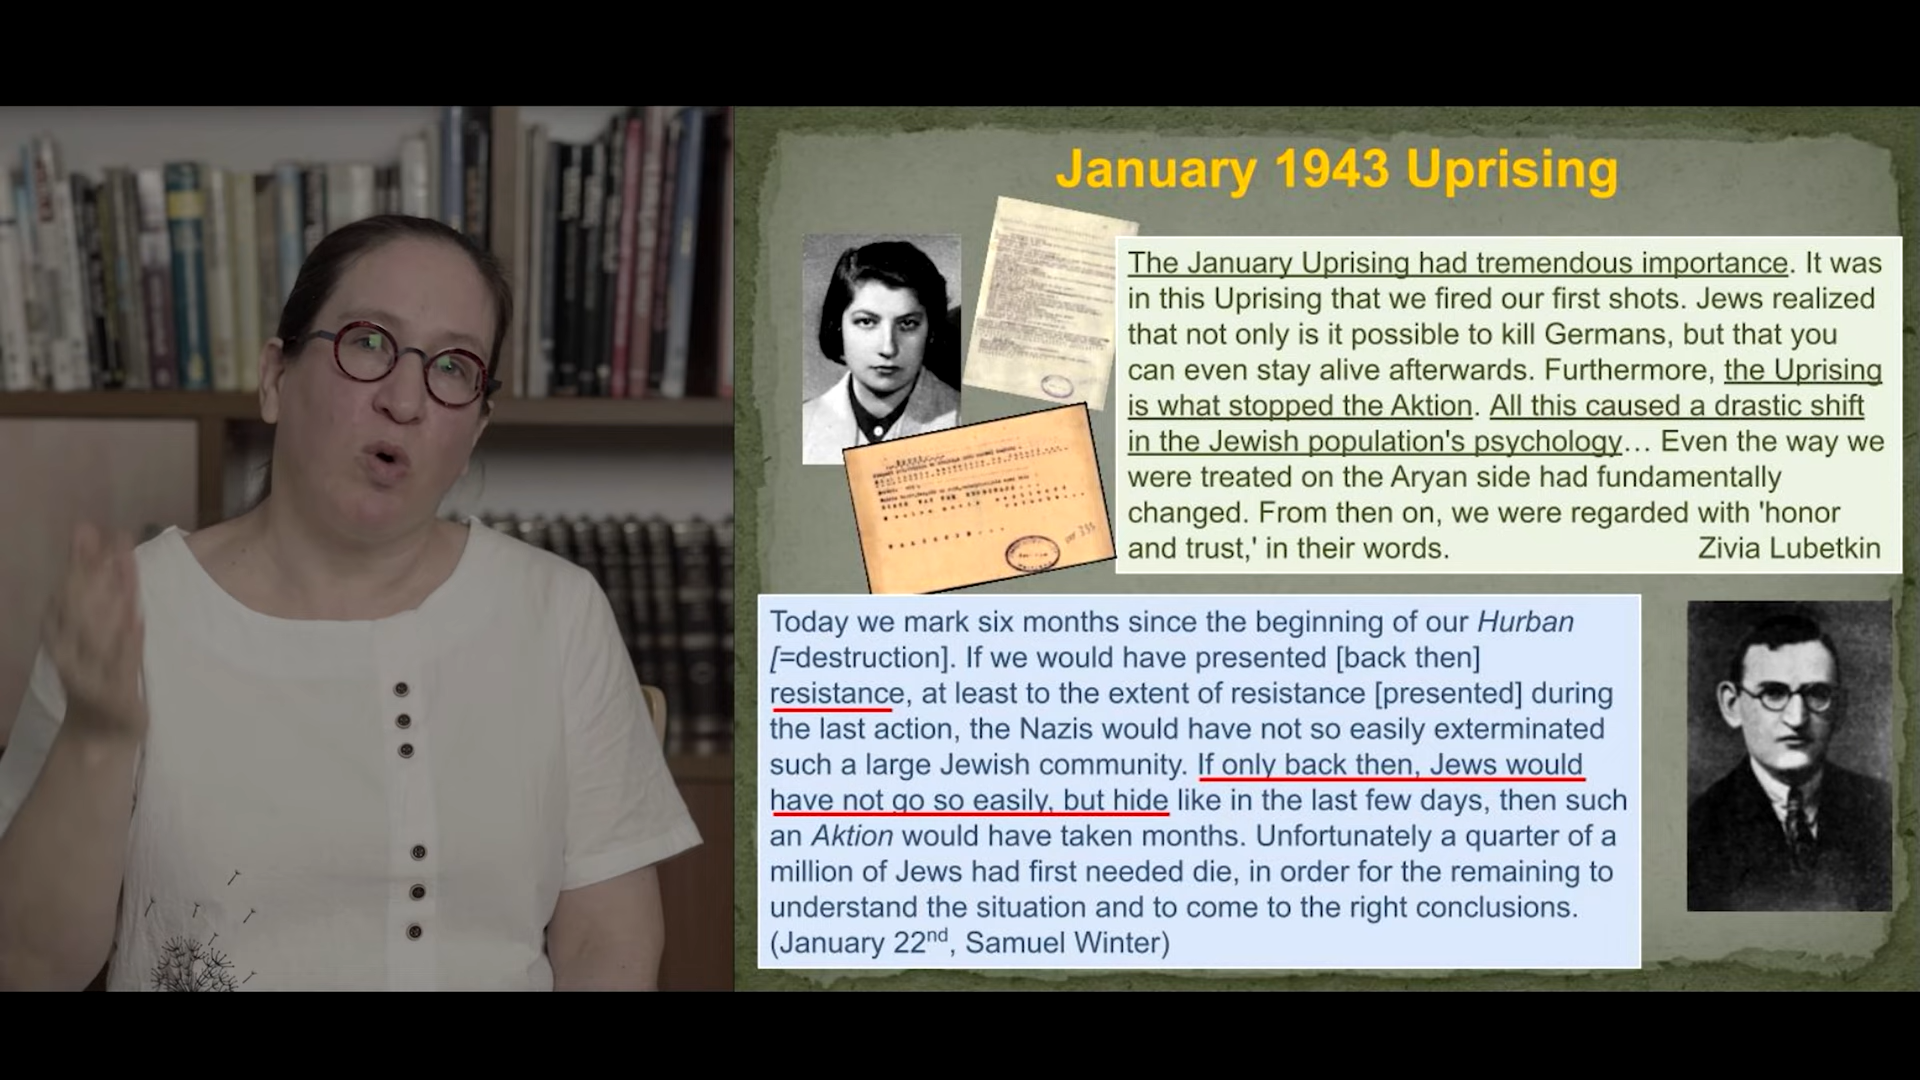 January 1943 Uprising
The January Uprising had tremendous importance. It was
in this Uprising that we fired our first shots. Jews realized
that not only is it possible to kill Germans, but that you
can even stay alive afterwards. Furthermore, the Uprising
is what stopped the Aktion. All this caused a drastic shift
in the Jewish population's psychology… Even the way we
were treated on the Aryan side had fundamentally
changed. From then on, we were regarded with 'honor
and trust,' in their words. Zivia Lubetkin
Today we mark six months since the beginning of our Hurban
[=destruction]. If we would have presented [back then]
resistance, at least to the extent of resistance [presented] during
the last action, the Nazis would have not so easily exterminated
such a large Jewish community. If only back then, Jews would
have not go so easily, but hide like in the last few days, then such
an Aktion would have taken months. Unfortunately a quarter of a
million of Jews had first needed die, in order for the remaining to
understand the situation and to come to the right conclusions.
(January 22nd, Samuel Winter)